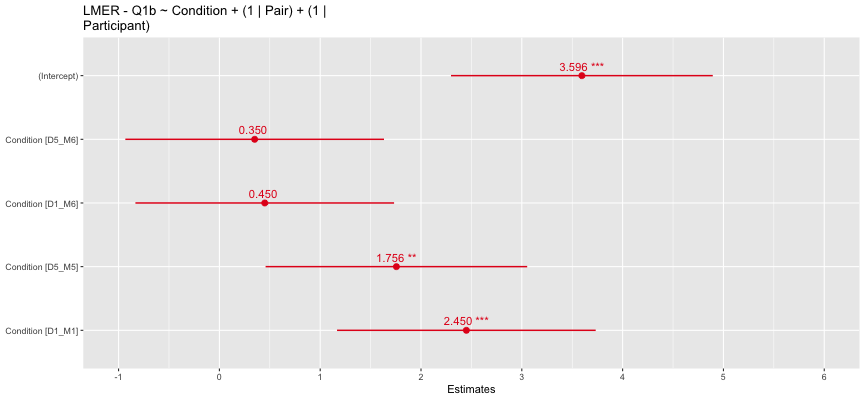 LMER - Q1b ~ Condition + (1 | Pair) + (1 |
Participant)
(Intercept)
3.596 ***
Condition [D5_M6]
0.350
Condition [D1_M6]
0.450
Condition [D5_M5]
1.756 **
Condition [D1_M1]
2.450 ***
-1 0 1 2 3 4 5 6
Estimates